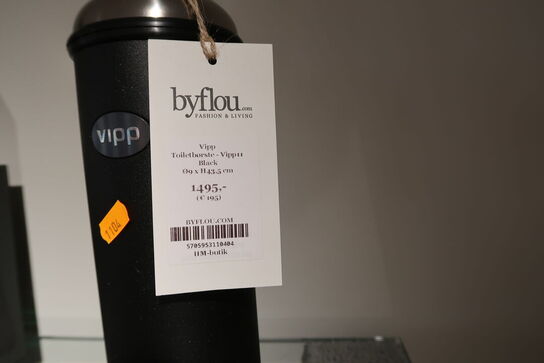 vipp
1104
byflou.com
FASHION & LIVING
Vipp
Toiletbørste - Vipp11
Black
Ø9 x H43,5 cm
1495,-
(€ 195)
BYFLOU.COM
5705953110404
HM-butik